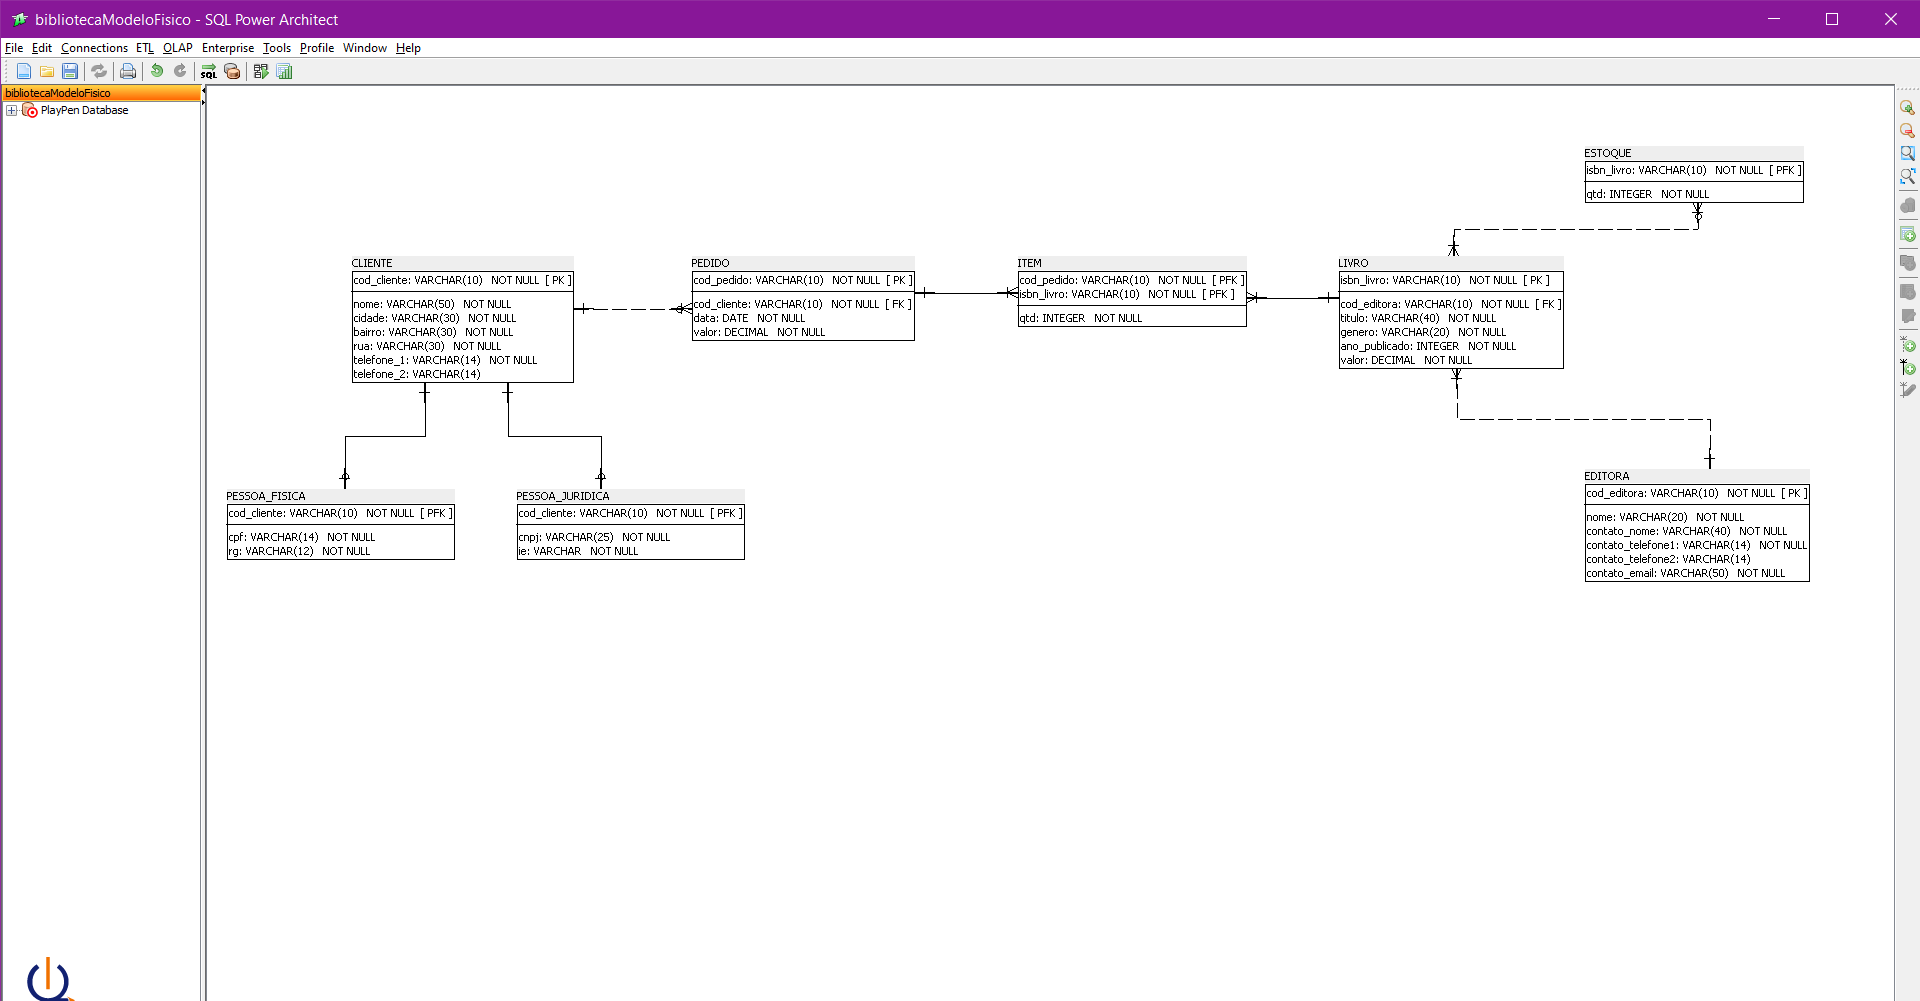 bibliotecaModeloFisico - SQL Power Architect
File Edit Connections ETL OLAP Enterprise Tools Profile Window Help
SQL
bibliotecaModeloFisico
PlayPen Database
ESTOQUE
isbn_livro: VARCHAR(10) NOT NULL [ PFK ]
qtd: INTEGER NOT NULL
CLIENTE
cod_cliente: VARCHAR(10) NOT NULL [ PK ]
nome: VARCHAR(50) NOT NULL
cidade: VARCHAR(30) NOT NULL
bairro: VARCHAR(30) NOT NULL
rua: VARCHAR(30) NOT NULL
telefone_1: VARCHAR(14) NOT NULL
telefone_2: VARCHAR(14)
PEDIDO
cod_pedido: VARCHAR(10) NOT NULL [ PK ]
cod_cliente: VARCHAR(10) NOT NULL [ FK ]
data: DATE NOT NULL
valor: DECIMAL NOT NULL
ITEM
cod_pedido: VARCHAR(10) NOT NULL [ PFK ]
isbn_livro: VARCHAR(10) NOT NULL [ PFK ]
qtd: INTEGER NOT NULL
LIVRO
isbn_livro: VARCHAR(10) NOT NULL [ PK ]
cod_editora: VARCHAR(10) NOT NULL [ FK ]
titulo: VARCHAR(40) NOT NULL
genero: VARCHAR(20) NOT NULL
ano_publicado: INTEGER NOT NULL
valor: DECIMAL NOT NULL
PESSOA_FISICA
cod_cliente: VARCHAR(10) NOT NULL [ PFK ]
cpf: VARCHAR(14) NOT NULL
rg: VARCHAR(12) NOT NULL
PESSOA_JURIDICA
cod_cliente: VARCHAR(10) NOT NULL [ PFK ]
cnpj: VARCHAR(25) NOT NULL
ie: VARCHAR NOT NULL
EDITORA
cod_editora: VARCHAR(10) NOT NULL [ PK ]
nome: VARCHAR(20) NOT NULL
contato_nome: VARCHAR(40) NOT NULL
contato_telefone1: VARCHAR(14) NOT NULL
contato_telefone2: VARCHAR(14)
contato_email: VARCHAR(50) NOT NULL